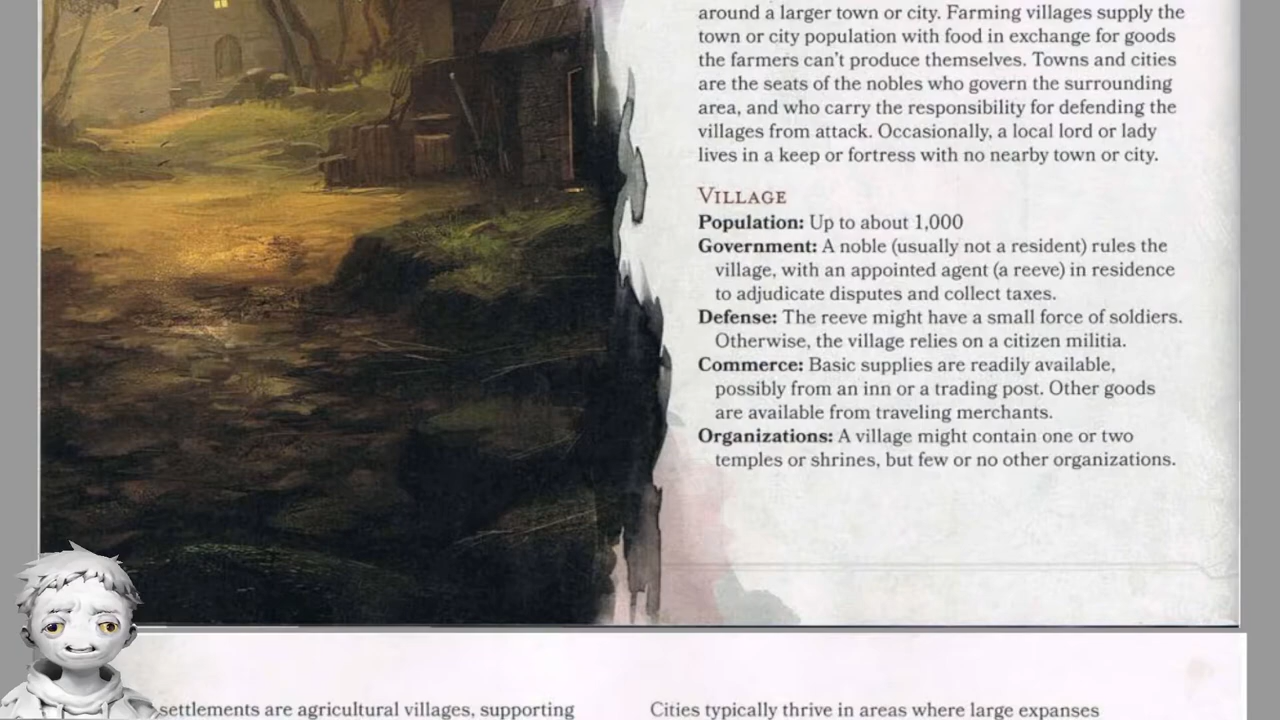 around a larger town or city. Farming villages supply the
town or city population with food in exchange for goods
the farmers can't produce themselves. Towns and cities
are the seats of the nobles who govern the surrounding
area, and who carry the responsibility for defending the
villages from attack. Occasionally, a local lord or lady
lives in a keep or fortress with no nearby town or city.
VILLAGE
Population: Up to about 1,000
Government: A noble (usually not a resident) rules the
village, with an appointed agent (a reeve) in residence
to adjudicate disputes and collect taxes.
Defense: The reeve might have a small force of soldiers.
Otherwise, the village relies on a citizen militia.
Commerce: Basic supplies are readily available,
possibly from an inn or a trading post. Other goods
are available from traveling merchants.
Organizations: A village might contain one or two
temples or shrines, but few or no other organizations.
settlements are agricultural villages, supporting
Cities typically thrive in areas where large expanses